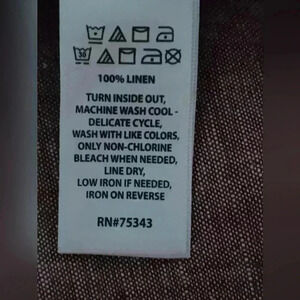 30
100% LINEN
TURN INSIDE OUT,
MACHINE WASH COOL -
DELICATE CYCLE,
WASH WITH LIKE COLORS,
ONLY NON-CHLORINE
BLEACH WHEN NEEDED,
LINE DRY,
LOW IRON IF NEEDED,
IRON ON REVERSE
RN#75343